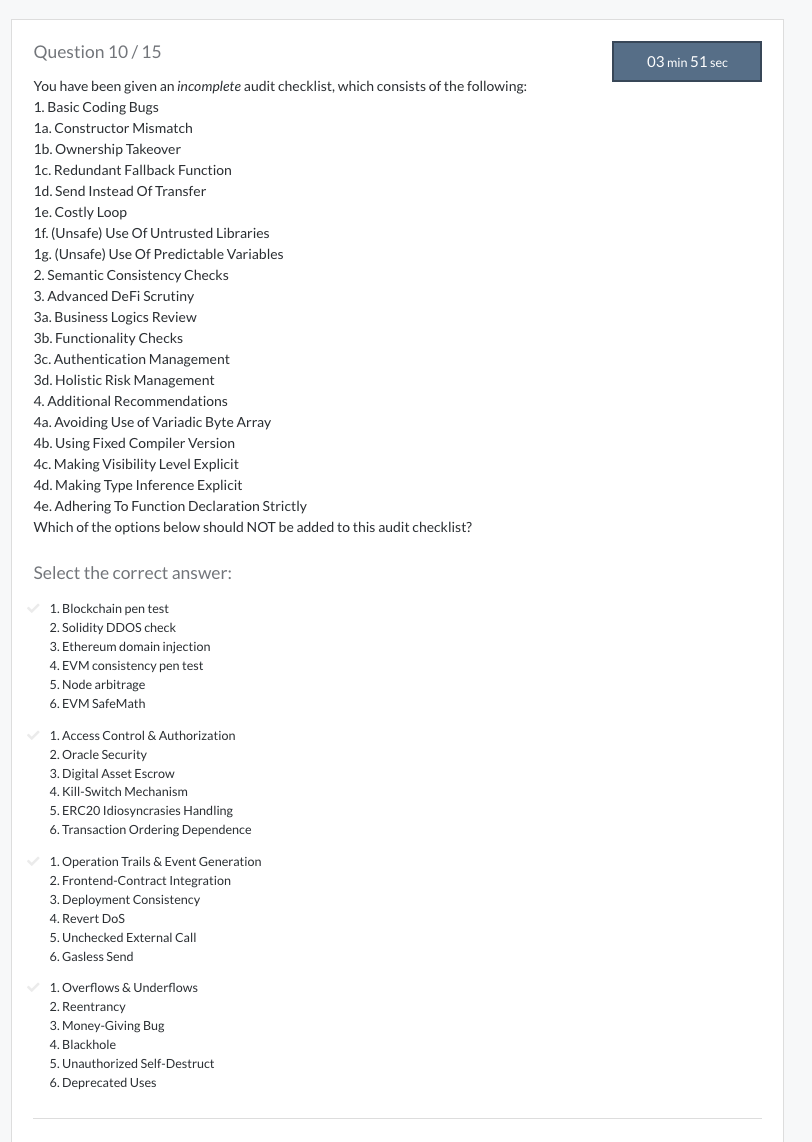 Question 10 / 15
03 min 51 sec
You have been given an incomplete audit checklist, which consists of the following:
1. Basic Coding Bugs
1a. Constructor Mismatch
1b. Ownership Takeover
1c. Redundant Fallback Function
1d. Send Instead Of Transfer
1e. Costly Loop
1f. (Unsafe) Use Of Untrusted Libraries
1g. (Unsafe) Use Of Predictable Variables
2. Semantic Consistency Checks
3. Advanced DeFi Scrutiny
3a. Business Logics Review
3b. Functionality Checks
3c. Authentication Management
3d. Holistic Risk Management
4. Additional Recommendations
4a. Avoiding Use of Variadic Byte Array
4b. Using Fixed Compiler Version
4c. Making Visibility Level Explicit
4d. Making Type Inference Explicit
4e. Adhering To Function Declaration Strictly
Which of the options below should NOT be added to this audit checklist?
Select the correct answer:
1. Blockchain pen test
2. Solidity DDOS check
3. Ethereum domain injection
4. EVM consistency pen test
5. Node arbitrage
6. EVM SafeMath
1. Access Control & Authorization
2. Oracle Security
3. Digital Asset Escrow
4. Kill-Switch Mechanism
5. ERC20 Idiosyncrasies Handling
6. Transaction Ordering Dependence
1. Operation Trails & Event Generation
2. Frontend-Contract Integration
3. Deployment Consistency
4. Revert DoS
5. Unchecked External Call
6. Gasless Send
1. Overflows & Underflows
2. Reentrancy
3. Money-Giving Bug
4. Blackhole
5. Unauthorized Self-Destruct
6. Deprecated Uses